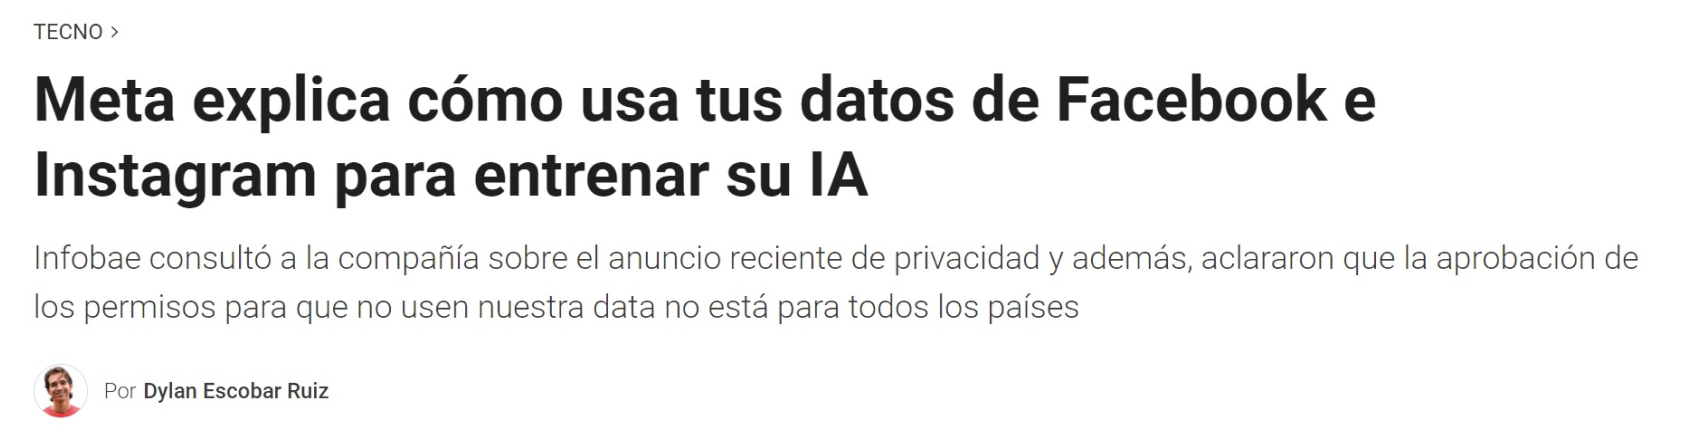 TECNO >
Meta explica cómo usa tus datos de Facebook e
Instagram para entrenar su IA
Infobae consultó a la compañía sobre el anuncio reciente de privacidad y además, aclararon que la aprobación de
los permisos para que no usen nuestra data no está para todos los países
Por Dylan Escobar Ruiz